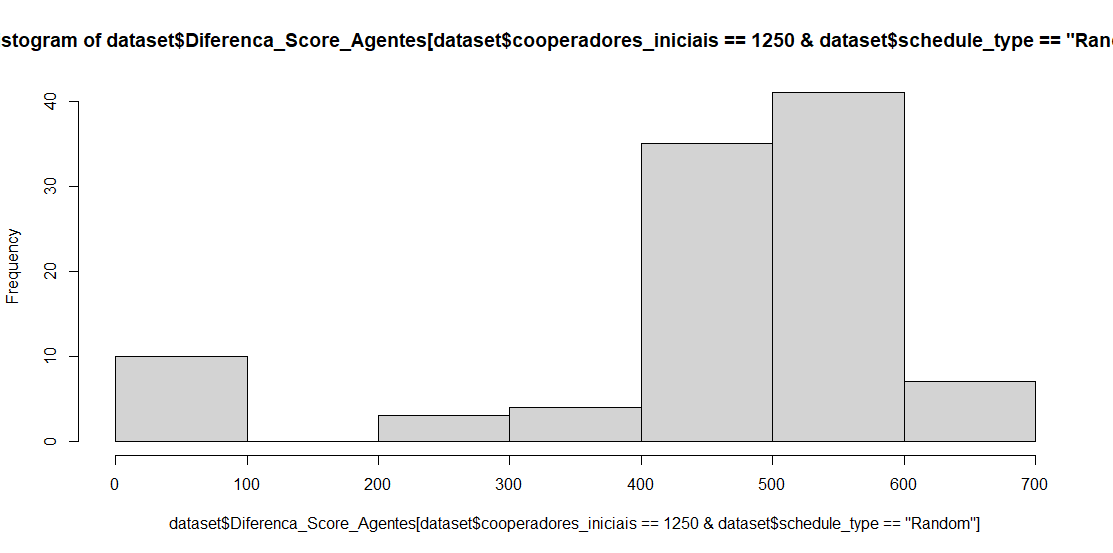 stogram of dataset$Diferenca_Score_Agentes[dataset$cooperadores_iniciais == 1250 & dataset$schedule_type == "Ran
Frequency
40
30
20
10
0
0 100 200 300 400 500 600 700
dataset$Diferenca_Score_Agentes[dataset$cooperadores_iniciais == 1250 & dataset$schedule_type == "Random"]